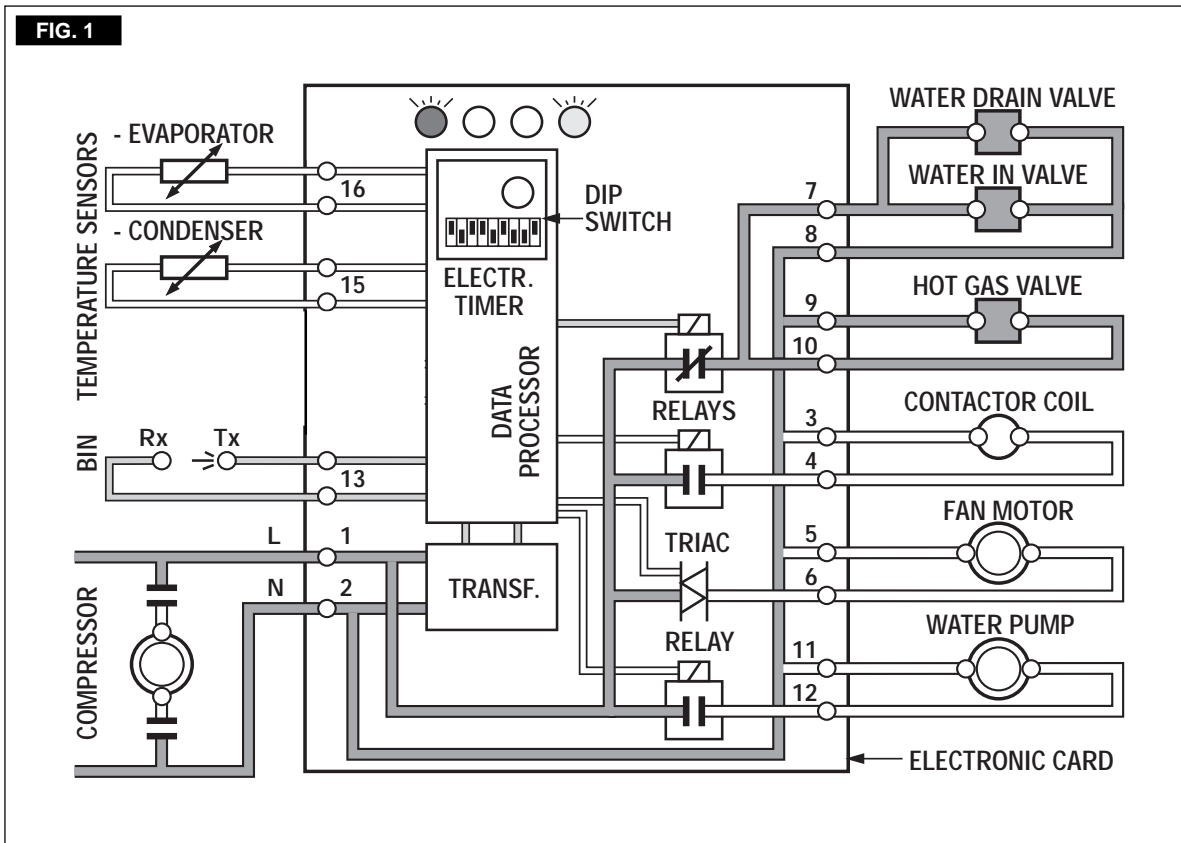 FIG. 1
TEMPERATURE SENSORS
- EVAPORATOR
16
- CONDENSER
15
BIN
Rx
Tx
13
L
1
N
2
COMPRESSOR
DIP
SWITCH
ELECTR.
TIMER
DATA
PROCESSOR
TRANSF.
RELAYS
TRIAC
RELAY
WATER DRAIN VALVE
WATER IN VALVE
7
8
HOT GAS VALVE
9
10
CONTACTOR COIL
3
4
FAN MOTOR
5
6
WATER PUMP
11
12
ELECTRONIC CARD